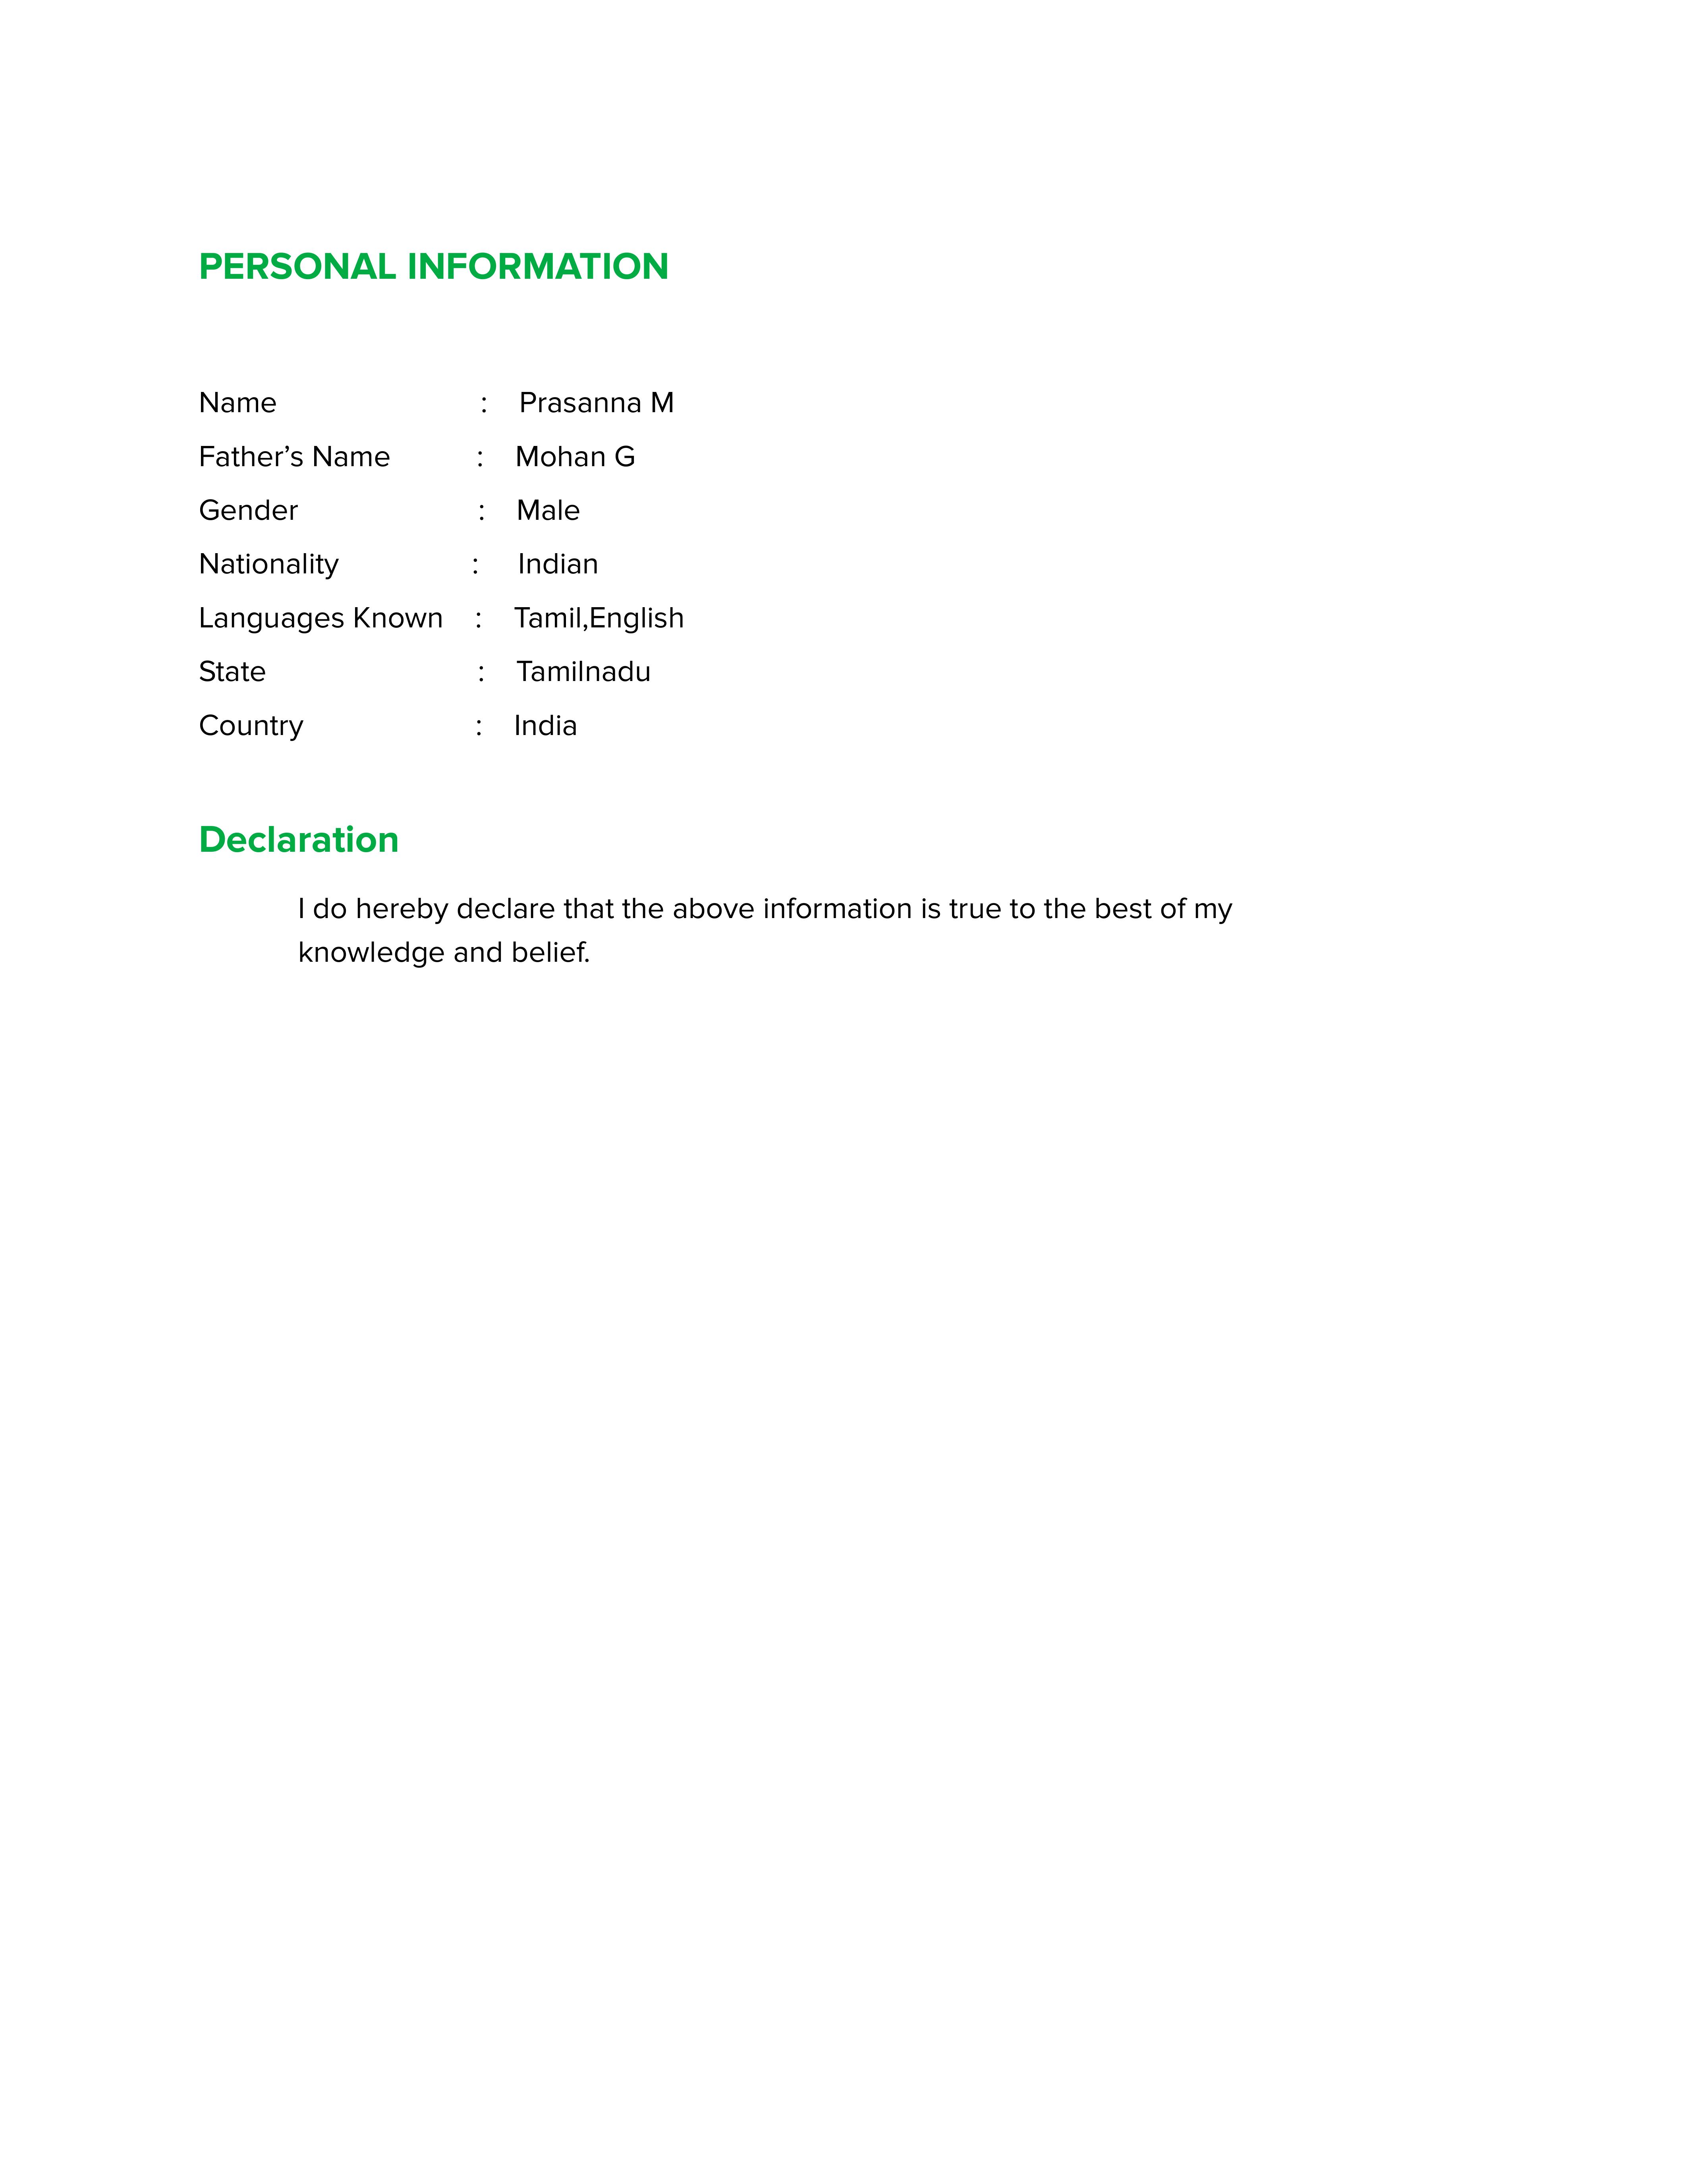 PERSONAL INFORMATION
Name : Prasanna M
Father’s Name : Mohan G
Gender : Male
Nationality : Indian
Languages Known : Tamil,English
State : Tamilnadu
Country : India
Declaration
I do hereby declare that the above information is true to the best of my
knowledge and belief.